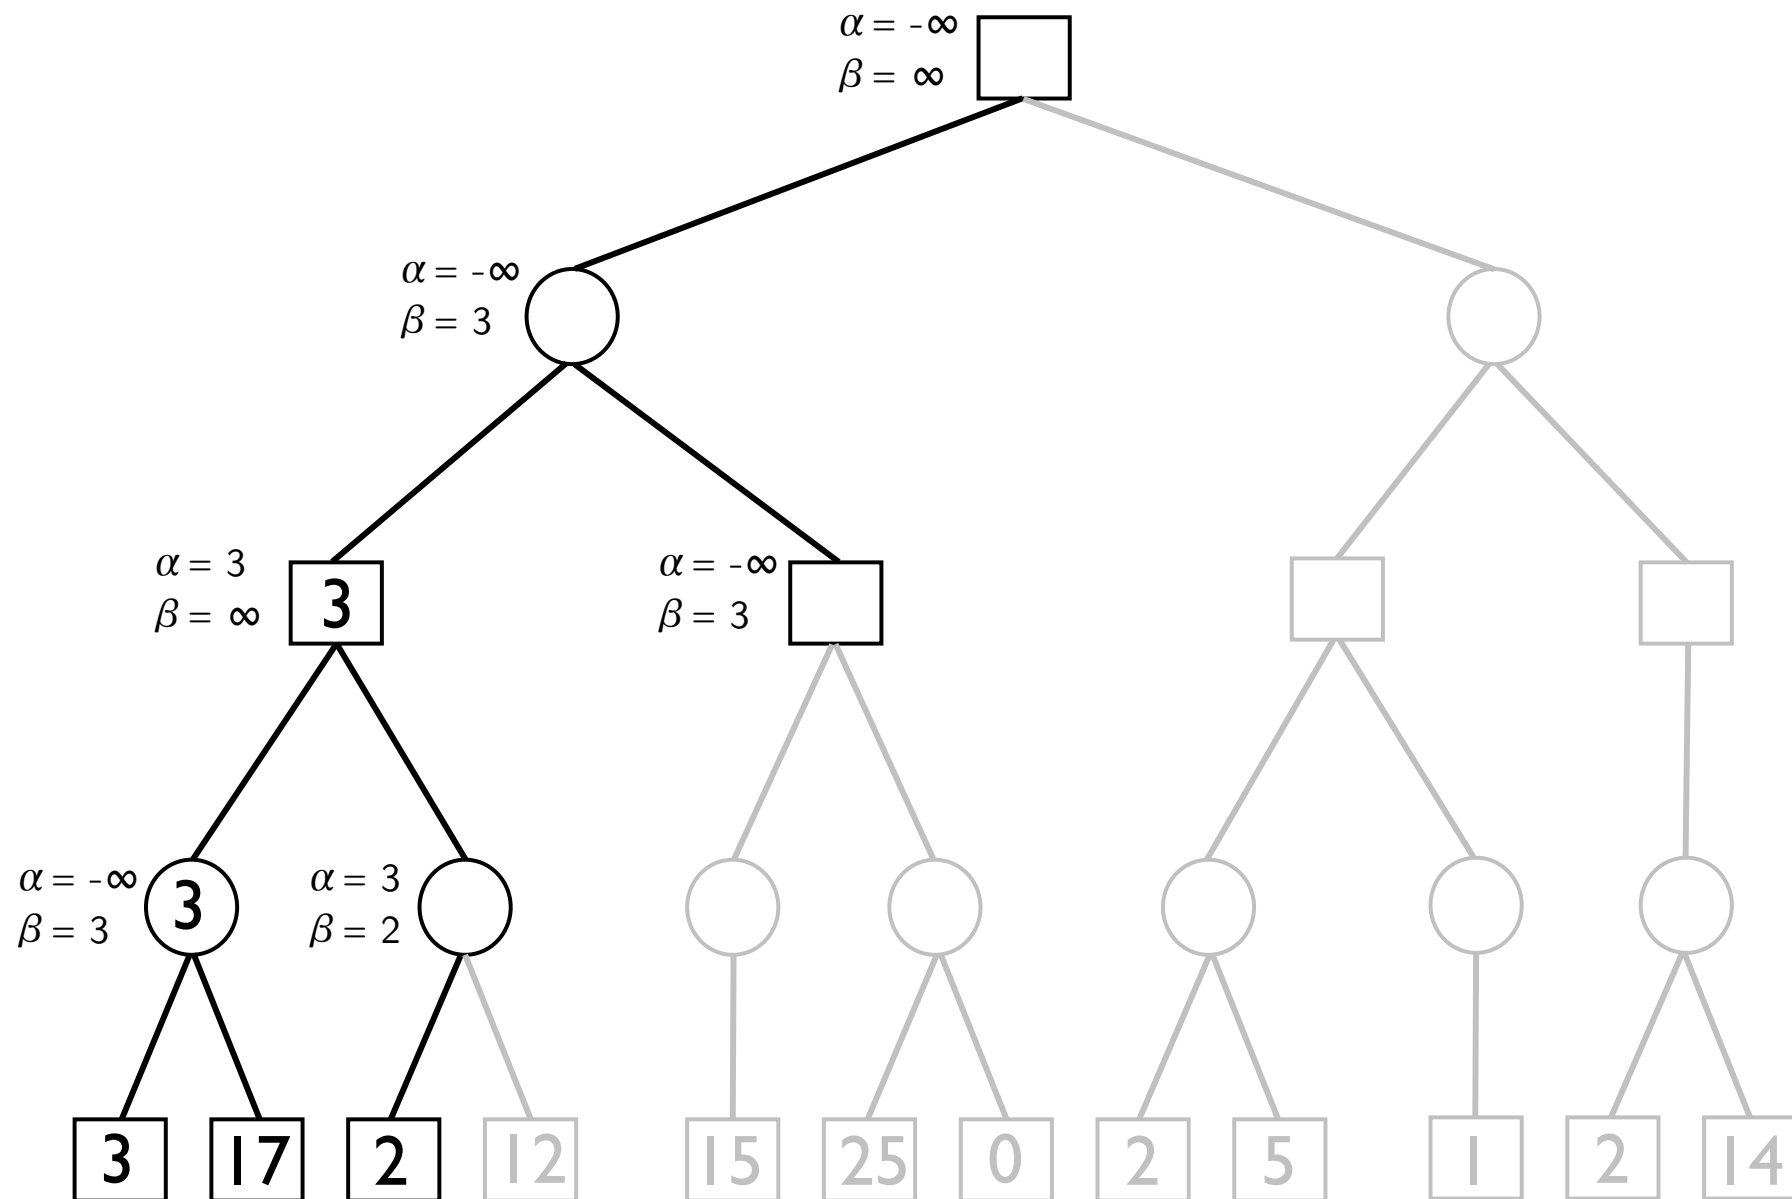 α = -∞
β = ∞
α = -∞
β = 3
α = 3
β = ∞
3
α = -∞
β = 3
α = -∞
β = 3
3
α = 3
β = 2
3 17 2 12 15 25 0 2 5 1 2 14